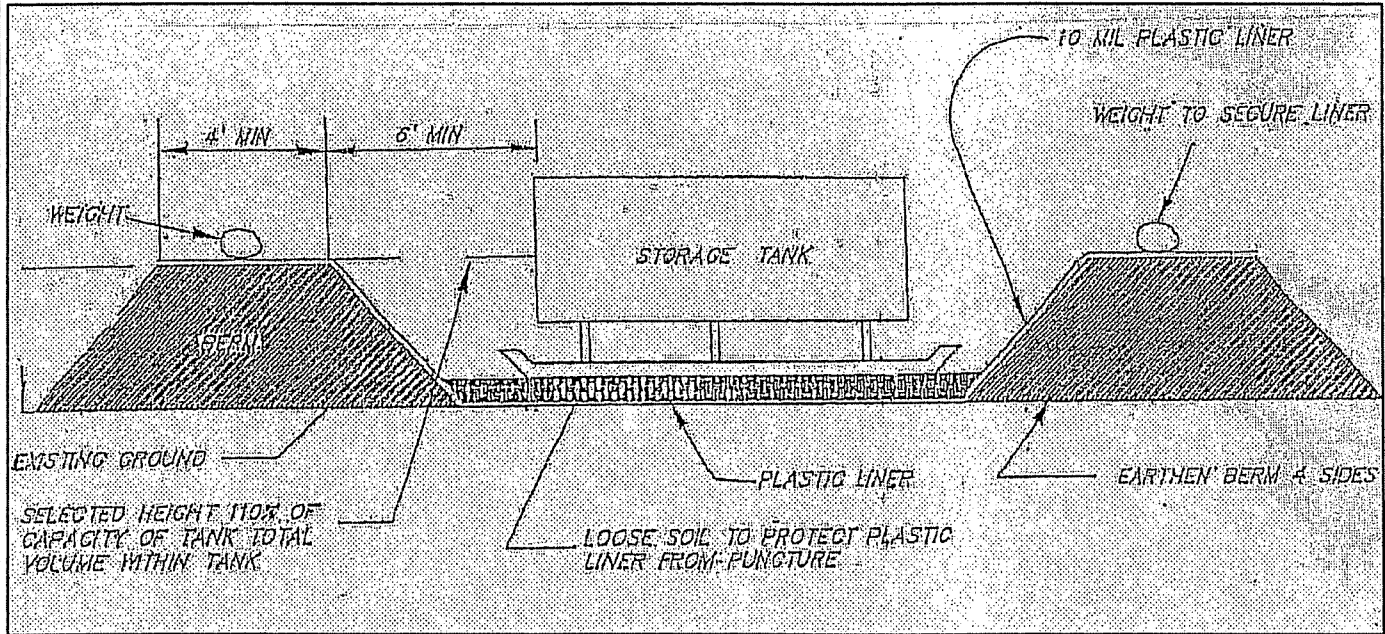 10 MIL PLASTIC LINER
WEIGHT TO SECURE LINER
4' MIN
6' MIN
WEIGHT
STORAGE TANK
BERM
EXISTING GROUND
PLASTIC LINER
EARTHEN BERM 4 SIDES
SELECTED HEIGHT 110% OF
CAPACITY OF TANK TOTAL
VOLUME WITHIN TANK
LOOSE SOIL TO PROTECT PLASTIC
LINER FROM PUNCTURE